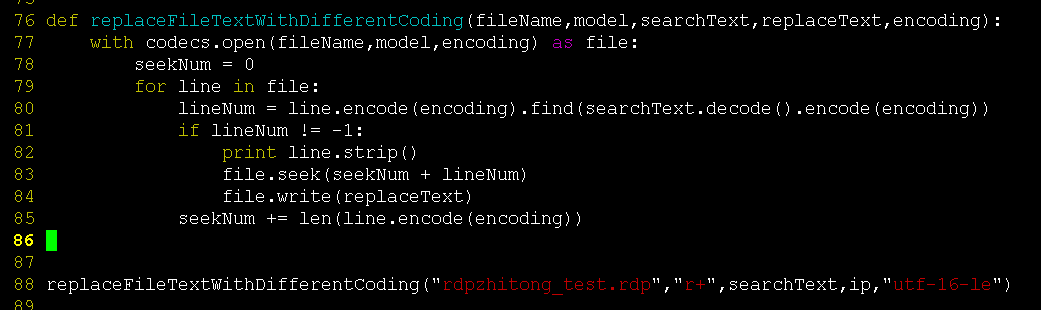 75
76 def replaceFileTextWithDifferentCoding(fileName,model,searchText,replaceText,encoding):
77     with codecs.open(fileName,model,encoding) as file:
78         seekNum = 0
79         for line in file:
80             lineNum = line.encode(encoding).find(searchText.decode().encode(encoding))
81             if lineNum != -1:
82                 print line.strip()
83                 file.seek(seekNum + lineNum)
84                 file.write(replaceText)
85             seekNum += len(line.encode(encoding))
86
87
88 replaceFileTextWithDifferentCoding("rdpzhitong_test.rdp","r+",searchText,ip,"utf-16-le")
89